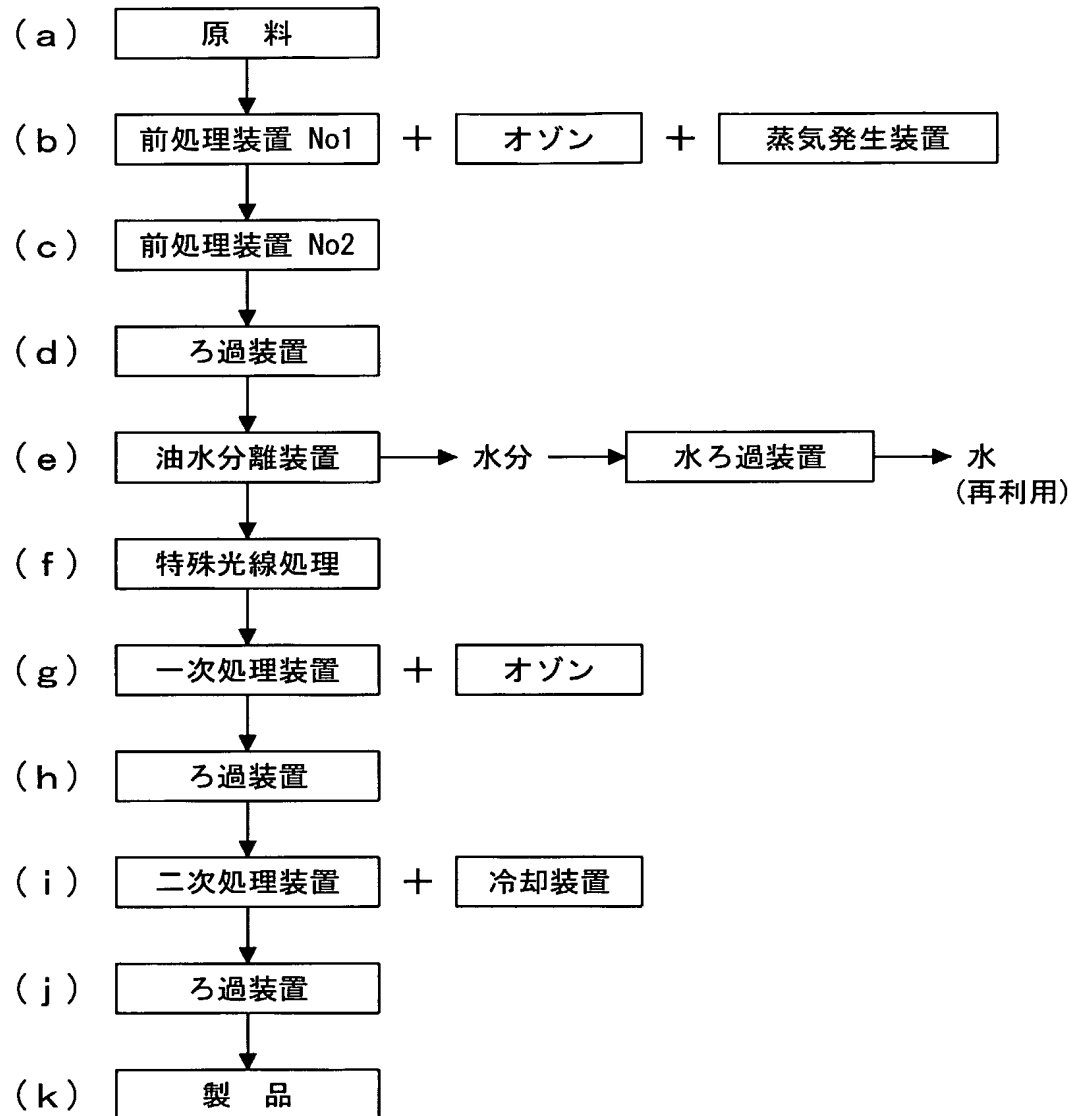 (a) 原 料
(b) 前処理装置 No1 + オゾン + 蒸気発生装置
(c) 前処理装置 No2
(d) ろ過装置
(e) 油水分離装置 水分 水ろ過装置 水
(再利用)
(f) 特殊光線処理
(g) 一次処理装置 + オゾン
(h) ろ過装置
(i) 二次処理装置 + 冷却装置
(j) ろ過装置
(k) 製 品